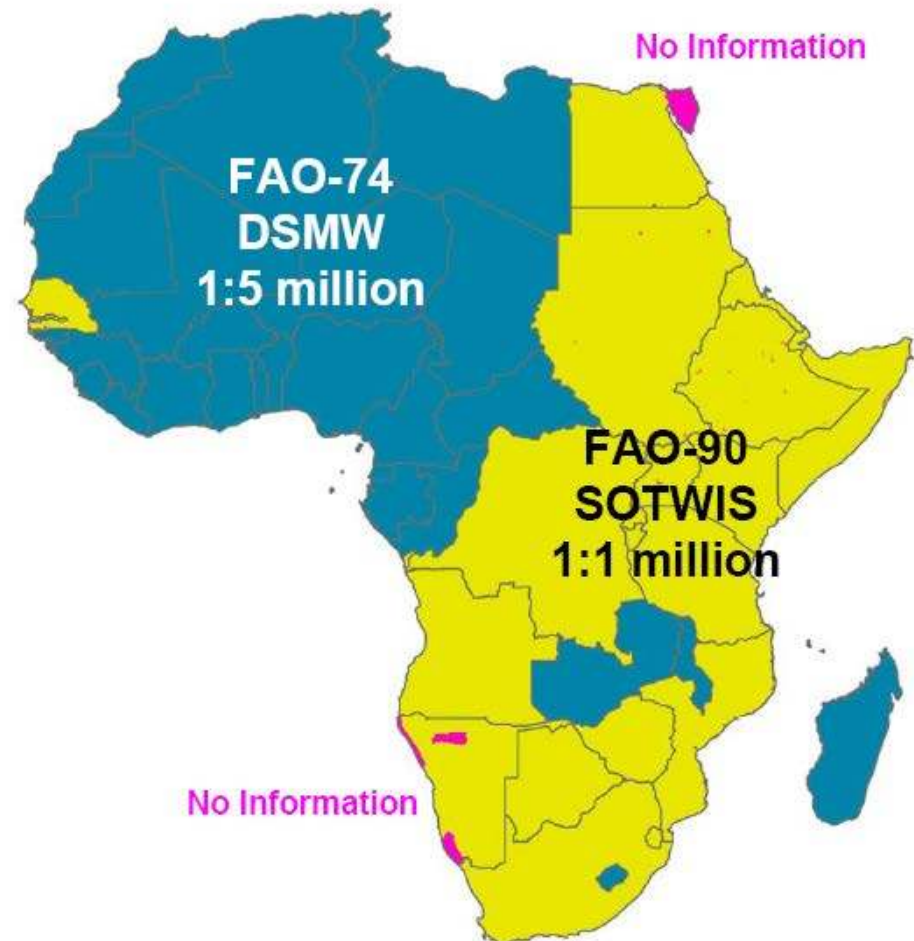 No Information
FAO-74
DSMW
1:5 million
FAO-90
SOTWIS
1:1 million
No Information